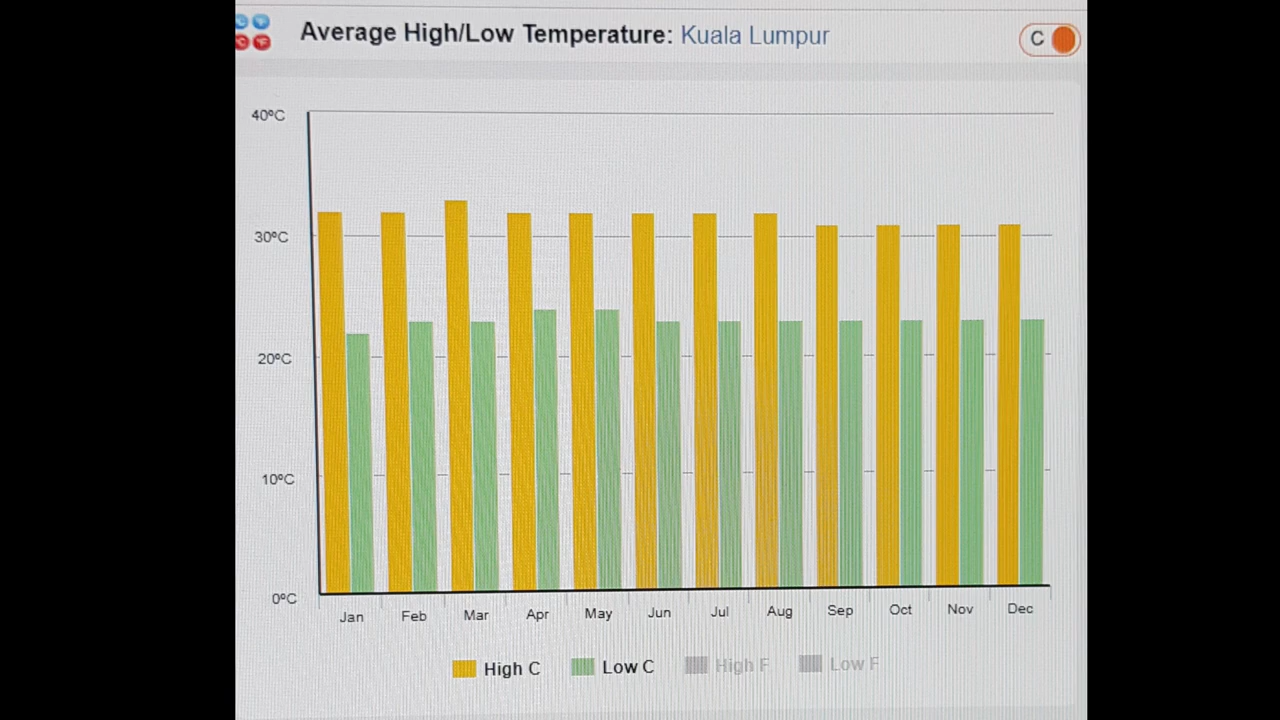 Average High/Low Temperature: Kuala Lumpur
C
40ºC
30ºC
20ºC
10ºC
0ºC
Jan Feb Mar Apr May Jun Jul Aug Sep Oct Nov Dec
High C Low C High F Low F